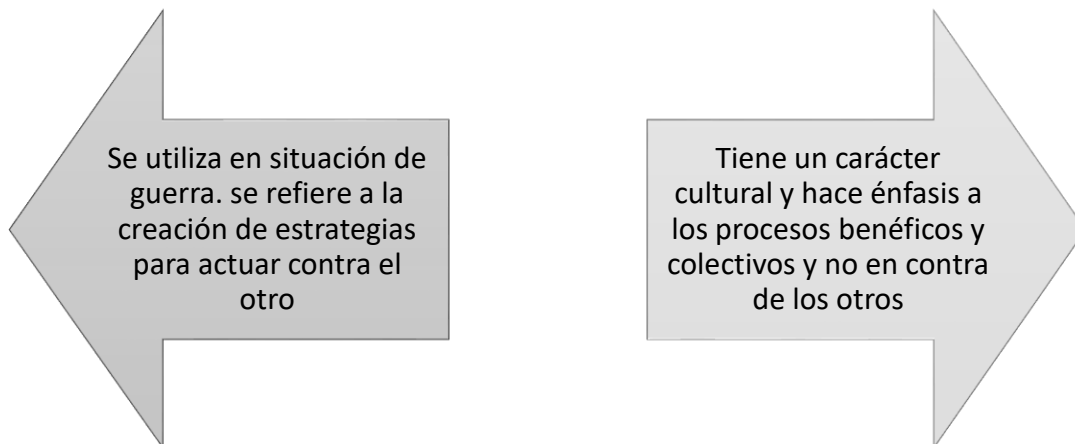 Se utiliza en situación de
guerra. se refiere a la
creación de estrategias
para actuar contra el
otro
Tiene un carácter
cultural y hace énfasis a
los procesos benéficos y
colectivos y no en contra
de los otros